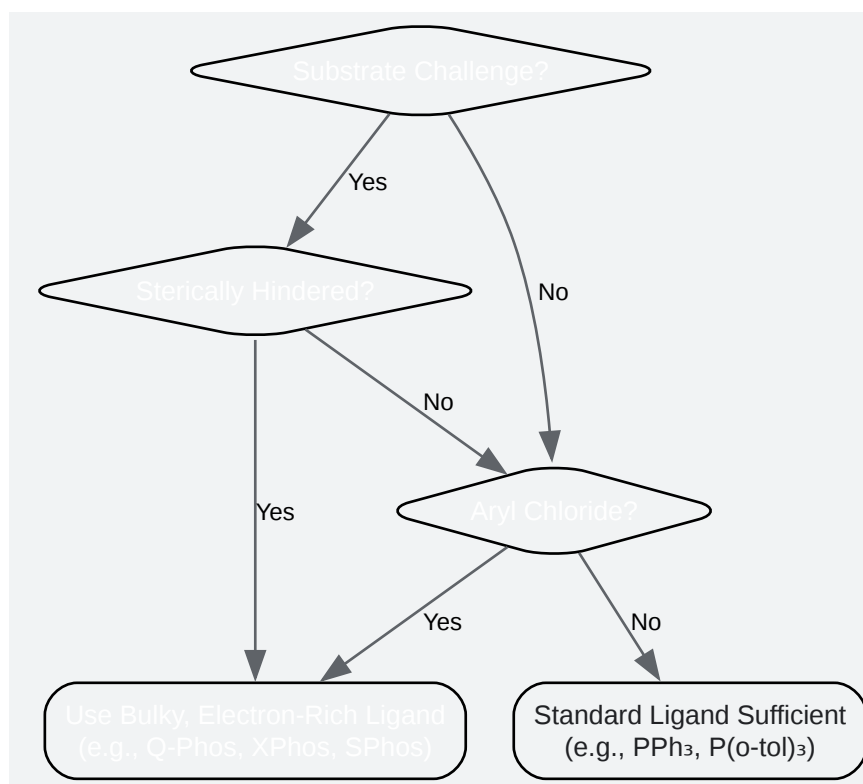 Substrate Challenge?
Yes
Sterically Hindered?
No
No
Yes
Aryl Chloride?
Yes
No
Use Bulky, Electron-Rich Ligand
(e.g., Q-Phos, XPhos, SPhos)
Standard Ligand Sufficient
(e.g., PPh₃, P(o-tol)₃)